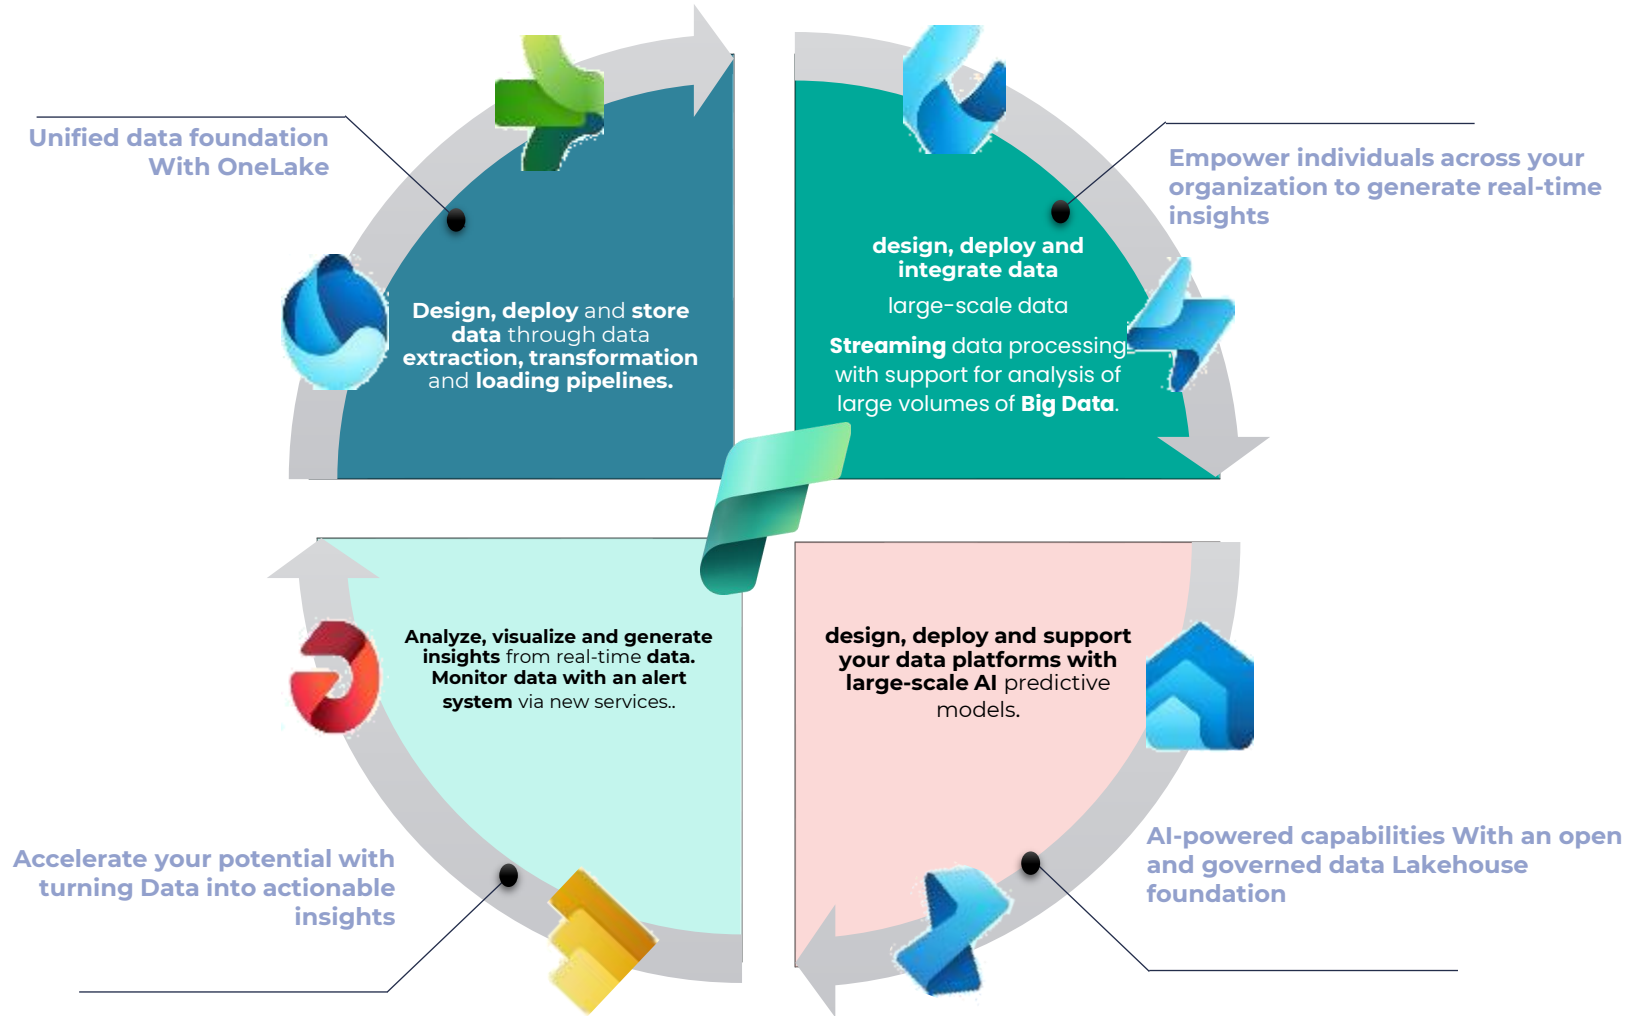 Unified data foundation
With OneLake
Empower individuals across your
organization to generate real-time
insights
Design, deploy and store
data through data
extraction, transformation
and loading pipelines.
design, deploy and
integrate data
large-scale data
Streaming data processing
with support for analysis of
large volumes of Big Data.
Analyze, visualize and generate
insights from real-time data.
Monitor data with an alert
system via new services..
design, deploy and support
your data platforms with
large-scale AI predictive
models.
Accelerate your potential with
turning Data into actionable
insights
AI-powered capabilities With an open
and governed data Lakehouse
foundation